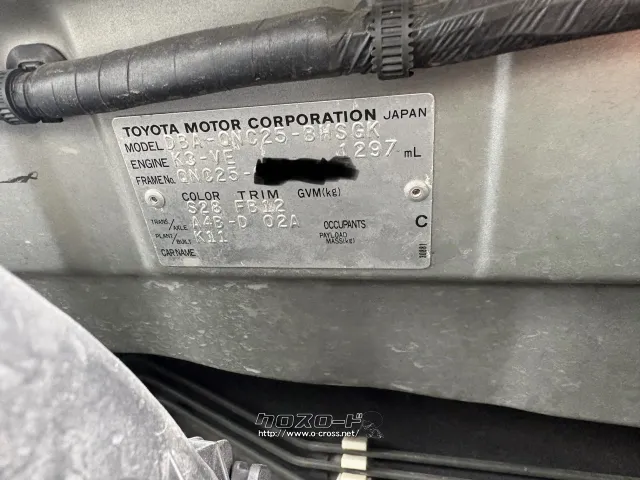 TOYOTA MOTOR CORPORATION JAPAN
MODEL DBA-QNC25-BHSGK
ENGINE K3-VE 1297 mL
FRAME No. QNC25-
COLOR TRIM GVM(kg)
S28 FB12
TRANS/AXLE A4B-D 02A OCCUPANTS C
PLANT/BUILT K11 PAYLOAD MASS(kg)
CAR NAME
クロスロード
http://www.o-cross.net/